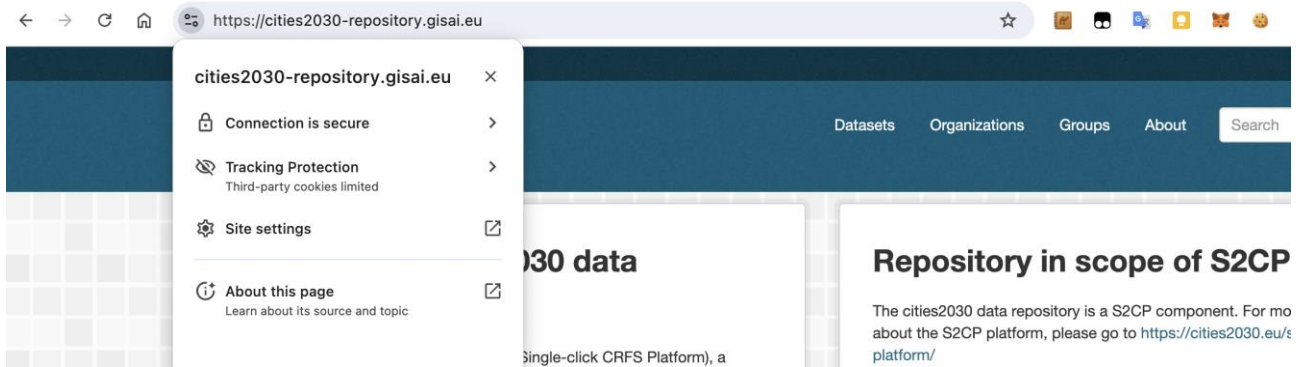 https://cities2030-repository.gisai.eu
cities2030-repository.gisai.eu
Connection is secure
Tracking Protection
Third-party cookies limited
Site settings
About this page
Learn about its source and topic
Datasets Organizations Groups About Search
030 data
Single-click CRFS Platform), a
Repository in scope of S2CP
The cities2030 data repository is a S2CP component. For mo
about the S2CP platform, please go to https://cities2030.eu/s
platform/